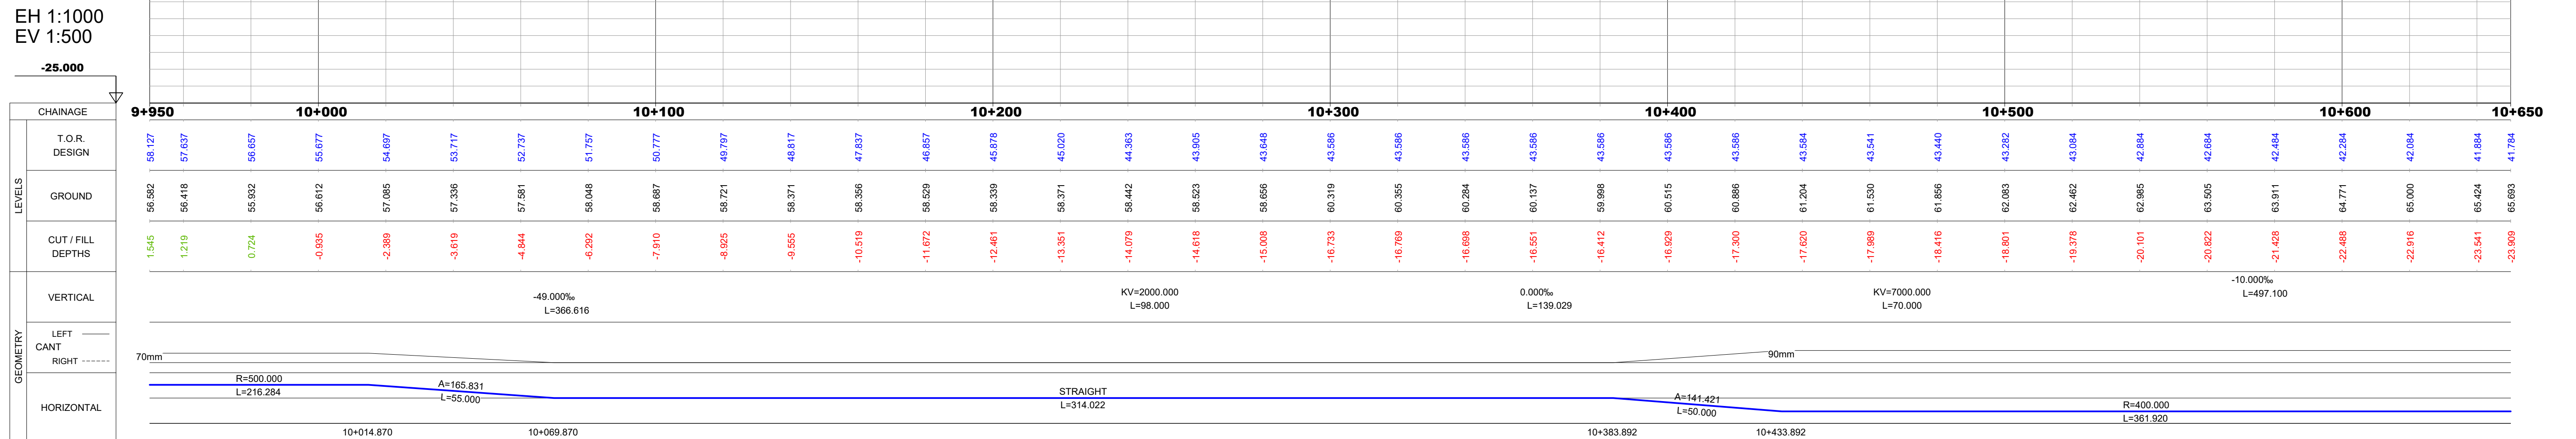 EH 1:1000
EV 1:500
-25.000
CHAINAGE
9+950 10+000 10+100 10+200 10+300 10+400 10+500 10+600 10+650
LEVELS
T.O.R.
DESIGN
58.127 57.637 56.657 55.677 54.697 53.717 52.737 51.757 50.777 49.797 48.817 47.837 46.857 45.878 45.020 44.363 43.905 43.648 43.586 43.586 43.586 43.586 43.586 43.586 43.586 43.584 43.541 43.440 43.282 43.084 42.884 42.684 42.484 42.284 42.084 41.884 41.784
GROUND
56.582 56.418 55.932 56.612 57.085 57.336 57.581 58.048 58.687 58.721 58.371 58.356 58.529 58.339 58.371 58.442 58.523 58.656 60.319 60.355 60.284 60.137 59.998 60.515 60.886 61.204 61.530 61.856 62.083 62.462 62.985 63.505 63.911 64.771 65.000 65.424 65.693
CUT / FILL
DEPTHS
1.545 1.219 0.724 -0.935 -2.389 -3.619 -4.844 -6.292 -7.910 -8.925 -9.555 -10.519 -11.672 -12.461 -13.351 -14.079 -14.618 -15.008 -16.733 -16.769 -16.698 -16.551 -16.412 -16.929 -17.300 -17.620 -17.989 -18.416 -18.801 -19.378 -20.101 -20.822 -21.428 -22.488 -22.916 -23.541 -23.909
GEOMETRY
VERTICAL
-49.000‰
L=366.616
KV=2000.000
L=98.000
0.000‰
L=139.029
KV=7000.000
L=70.000
-10.000‰
L=497.100
LEFT
CANT
RIGHT
70mm
90mm
HORIZONTAL
R=500.000
L=216.284
A=165.831
L=55.000
STRAIGHT
L=314.022
A=141.421
L=50.000
R=400.000
L=361.920
10+014.870 10+069.870 10+383.892 10+433.892